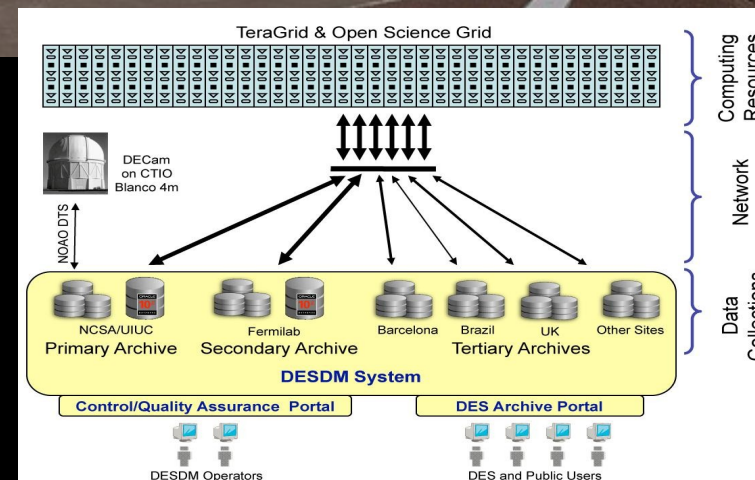 TeraGrid & Open Science Grid
Computing
Resources
DECam
on CTIO
Blanco 4m
Network
NOAO DTS
Data
Collections
NCSA/UIUC
Primary Archive
Fermilab
Secondary Archive
Barcelona
Brazil
UK
Other Sites
Tertiary Archives
DESDM System
Control/Quality Assurance Portal
DES Archive Portal
DESDM Operators
DES and Public Users